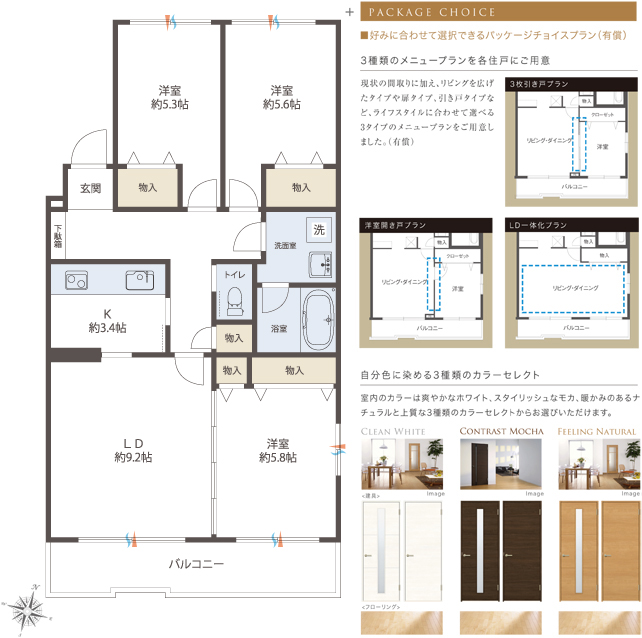 洋室
約5.3帖
洋室
約5.6帖
玄関
物入
物入
下駄箱
洗面室
洗
トイレ
K
約3.4帖
浴室
物入
物入
物入
LD
約9.2帖
洋室
約5.8帖
バルコニー
N
W
E
S
PACKAGE CHOICE
■好みに合わせて選択できるパッケージチョイスプラン(有償)
3種類のメニュープランを各住戸にご用意
現状の間取りに加え、リビングを広げ
たタイプや扉タイプ、引き戸タイプな
ど、ライフスタイルに合わせて選べる
3タイプのメニュープランをご用意し
ました。(有償)
3枚引き戸プラン
物入
クローゼット
リビング・ダイニング
洋室
バルコニー
洋室開き戸プラン
物入
クローゼット
リビング・ダイニング
洋室
バルコニー
LD一体化プラン
物入
物入
リビング・ダイニング
バルコニー
自分色に染める3種類のカラーセレクト
室内のカラーは爽やかなホワイト、スタイリッシュなモカ、暖かみのあるナ
チュラルと上質な3種類のカラーセレクトからお選びいただけます。
CLEAN WHITE
CONTRAST MOCHA
FEELING NATURAL
Image
Image
Image
<建具>
<フローリング>